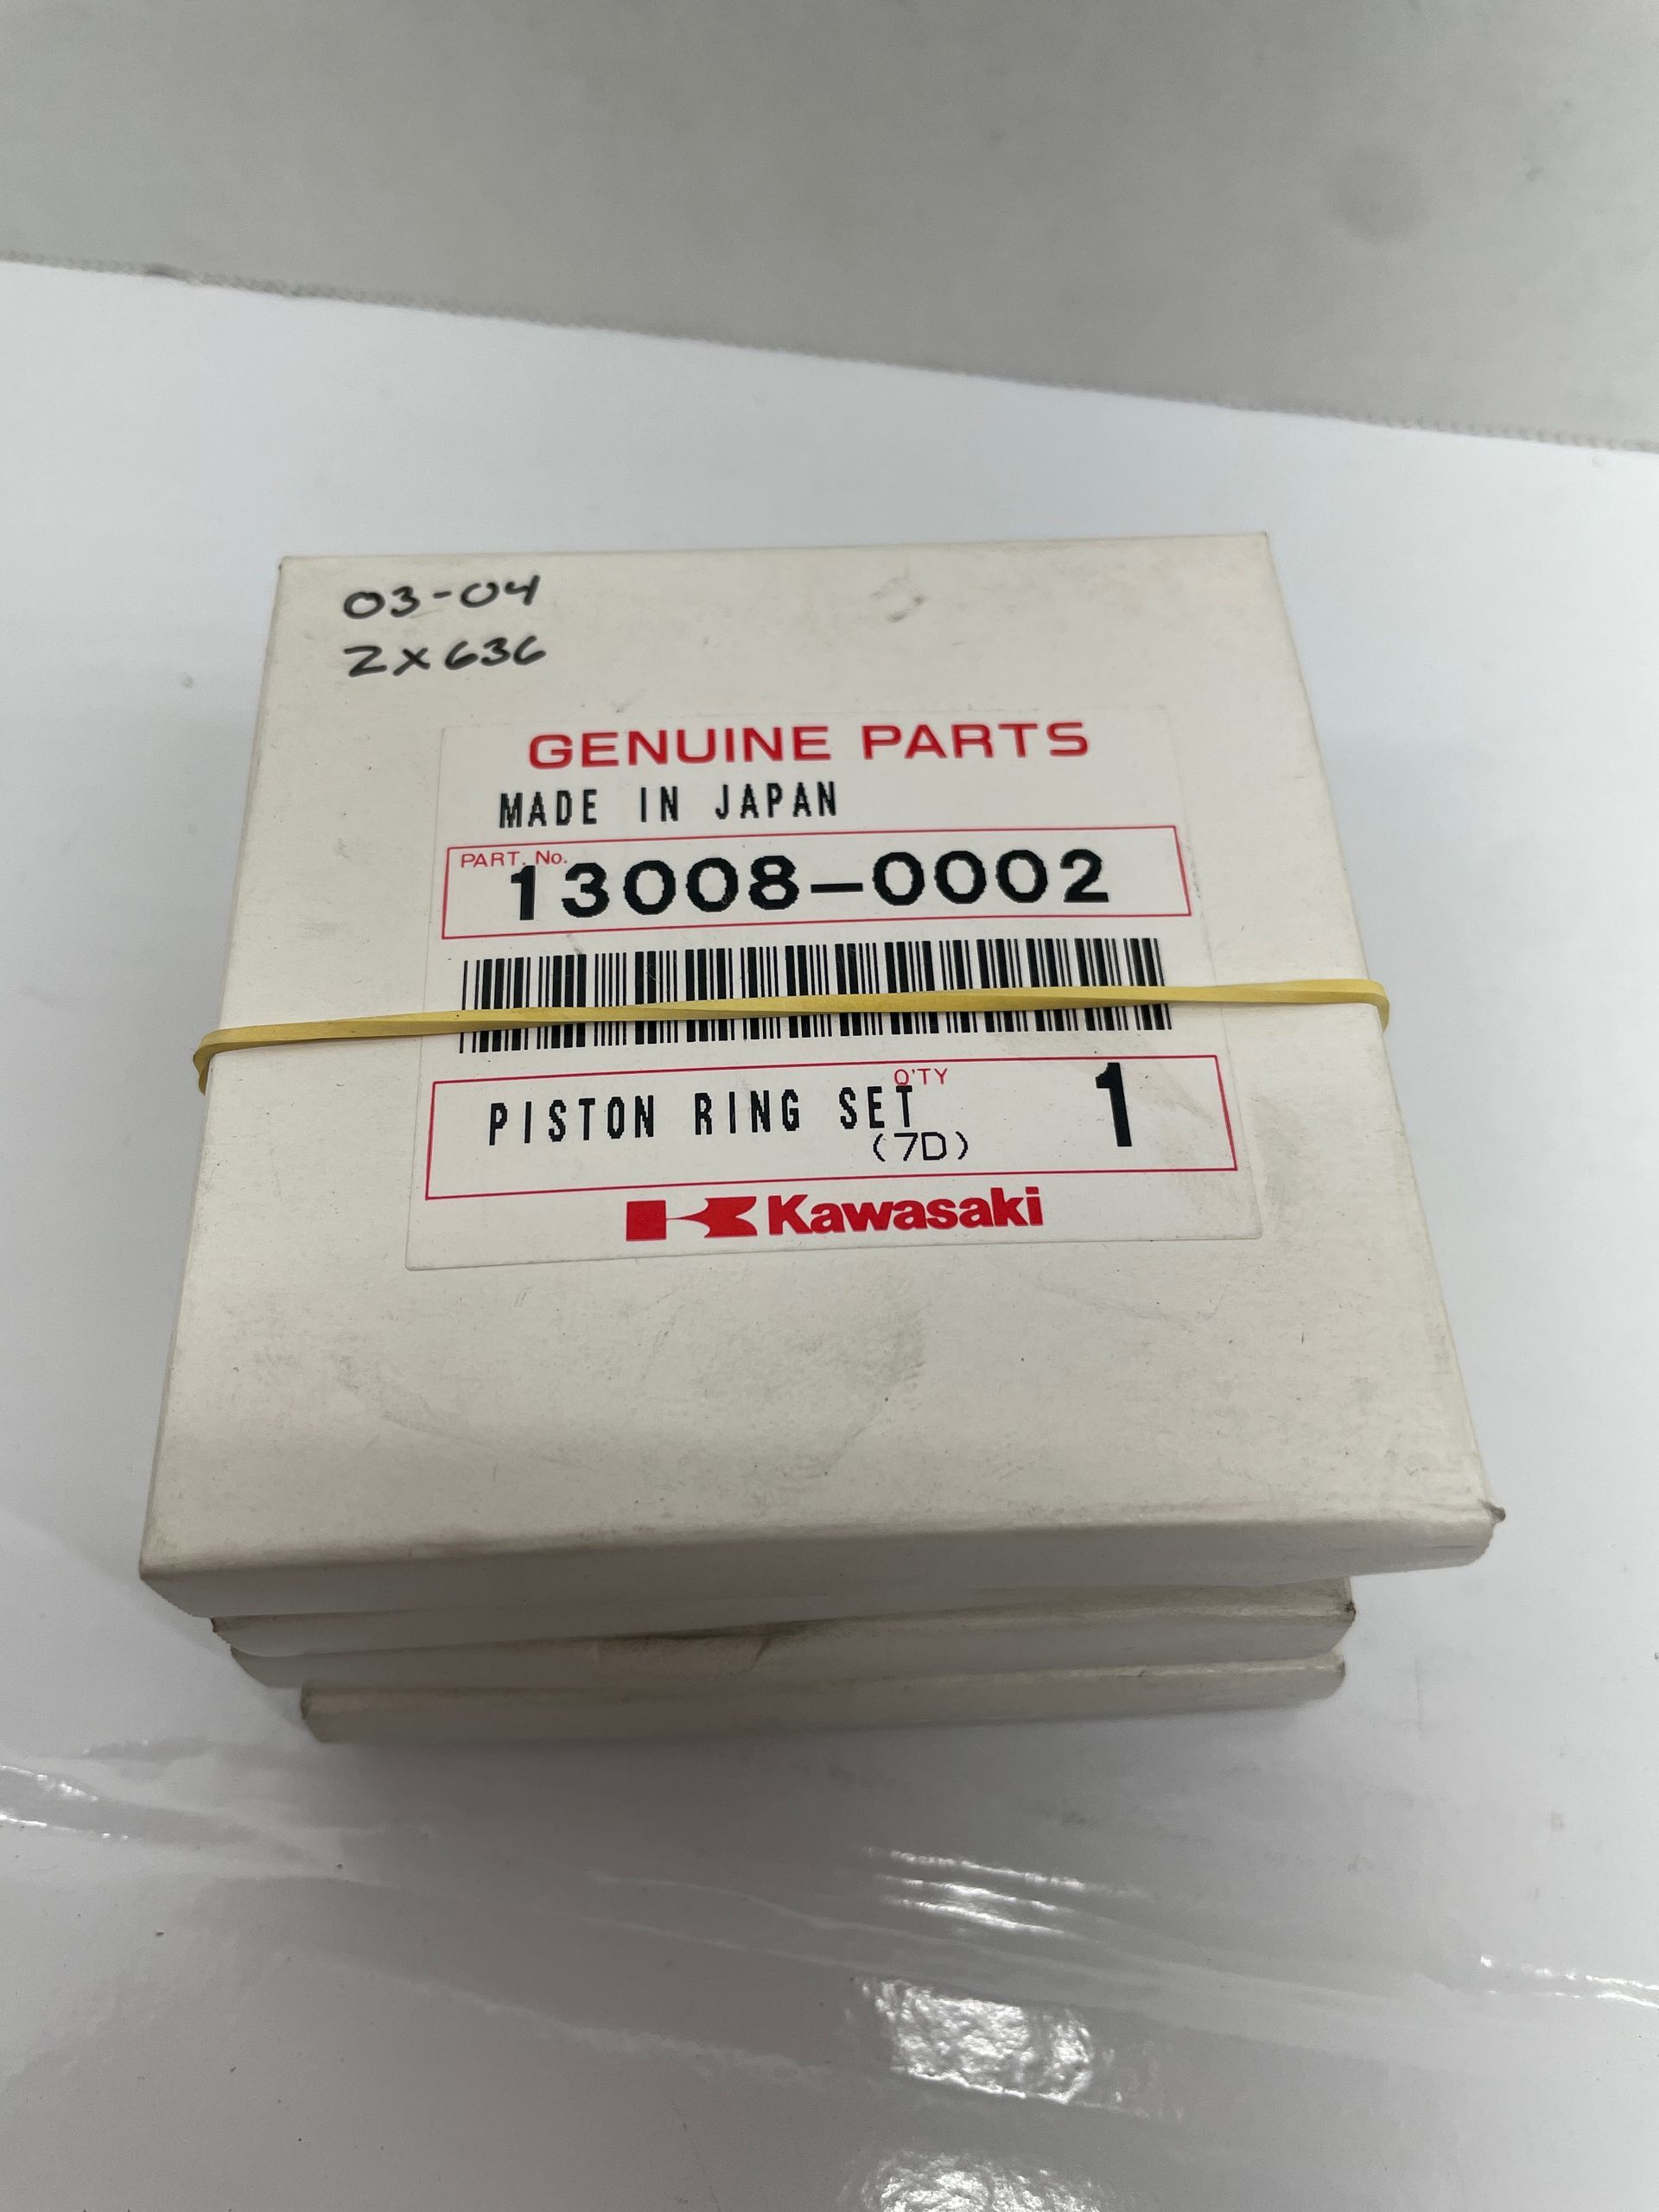 03-04
ZX636
GENUINE PARTS
MADE IN JAPAN
PART. No.
13008-0002
Q'TY
PISTON RING SET 1
(7D)
Kawasaki